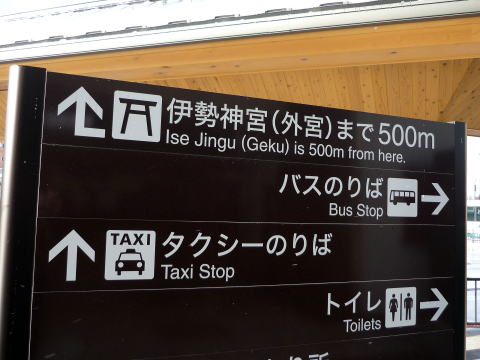 伊勢神宮(外宮)まで500m
Ise Jingu (Geku) is 500m from here.
バスのりば
Bus Stop
TAXI
タクシーのりば
Taxi Stop
トイレ
Toilets